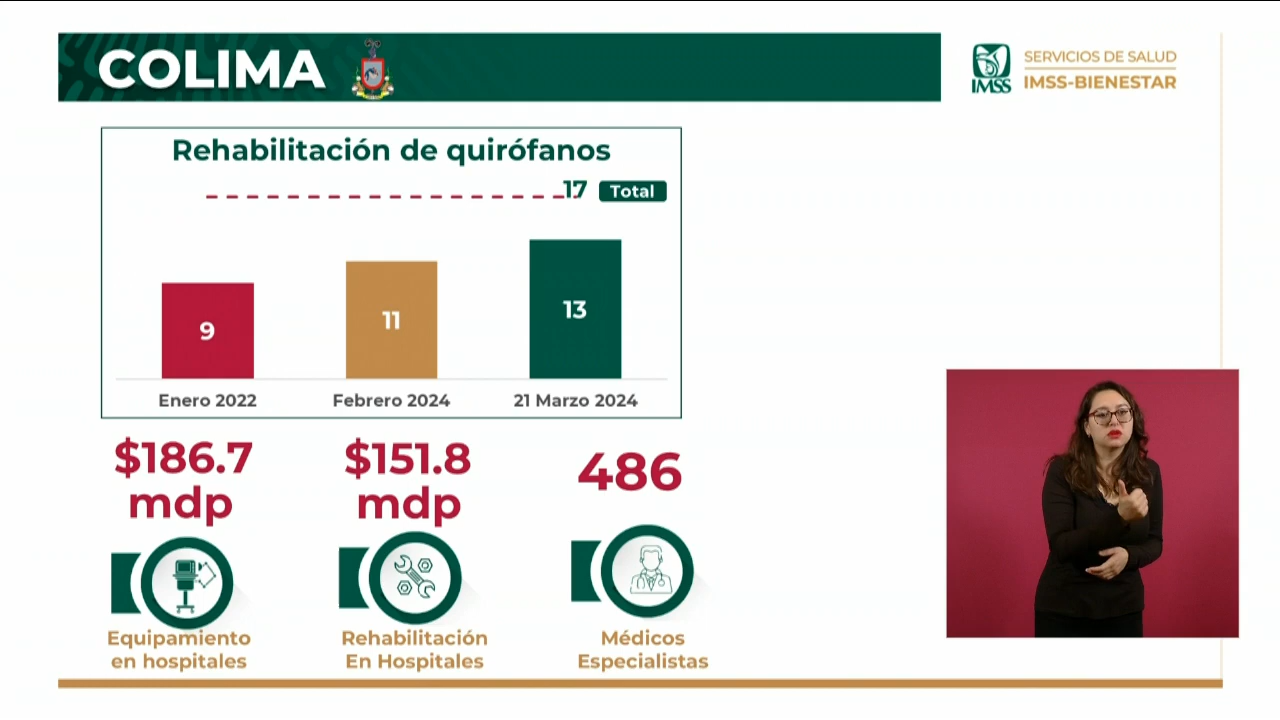 COLIMA
IMSS
SERVICIOS DE SALUD
IMSS-BIENESTAR
Rehabilitación de quirófanos
17 Total
9
11
13
Enero 2022
Febrero 2024
21 Marzo 2024
$186.7
mdp
$151.8
mdp
486
Equipamiento
en hospitales
Rehabilitación
En Hospitales
Médicos
Especialistas